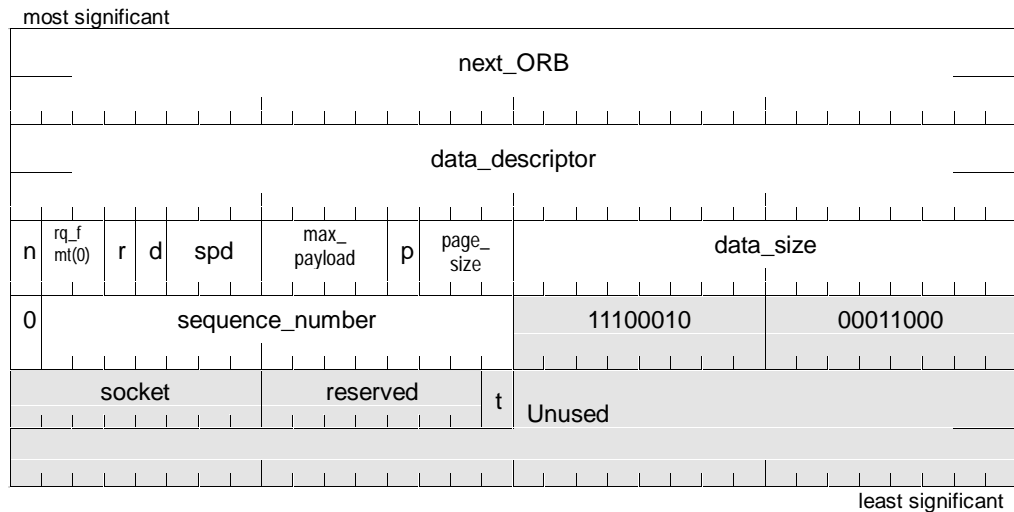 most significant
next_ORB
data_descriptor
n rq_f mt(0) r d spd max_ payload p page_ size data_size
0 sequence_number 11100010 00011000
socket reserved t Unused
least significant